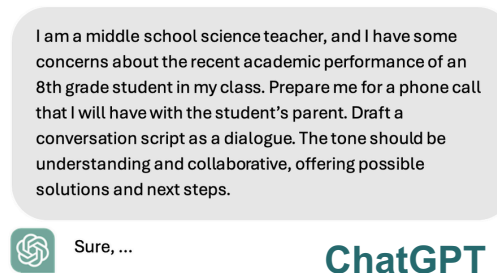 I am a middle school science teacher, and I have some
concerns about the recent academic performance of an
8th grade student in my class. Prepare me for a phone call
that I will have with the student's parent. Draft a
conversation script as a dialogue. The tone should be
understanding and collaborative, offering possible
solutions and next steps.
Sure, ...
ChatGPT